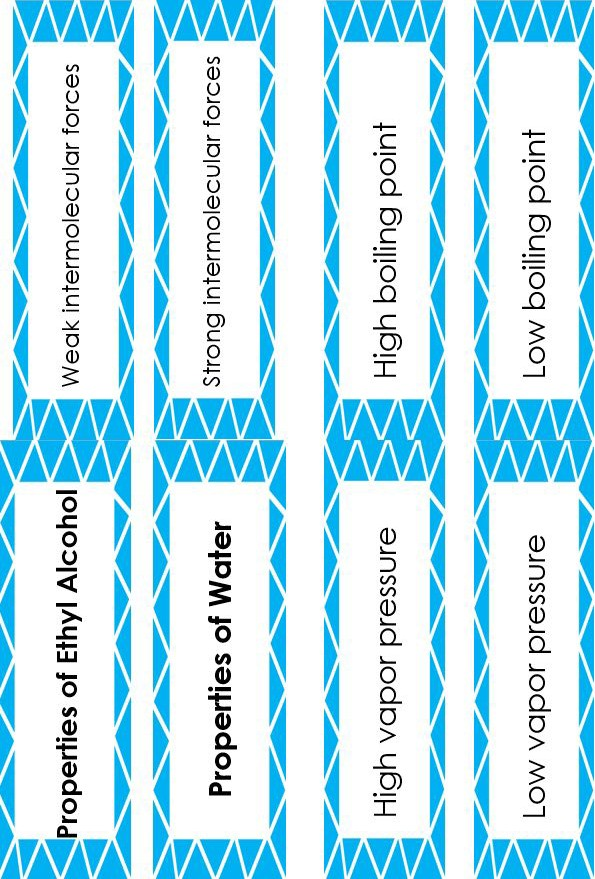 Weak intermolecular forces
Strong intermolecular forces
High boiling point
Low boiling point
Properties of Ethyl Alcohol
Properties of Water
High vapor pressure
Low vapor pressure